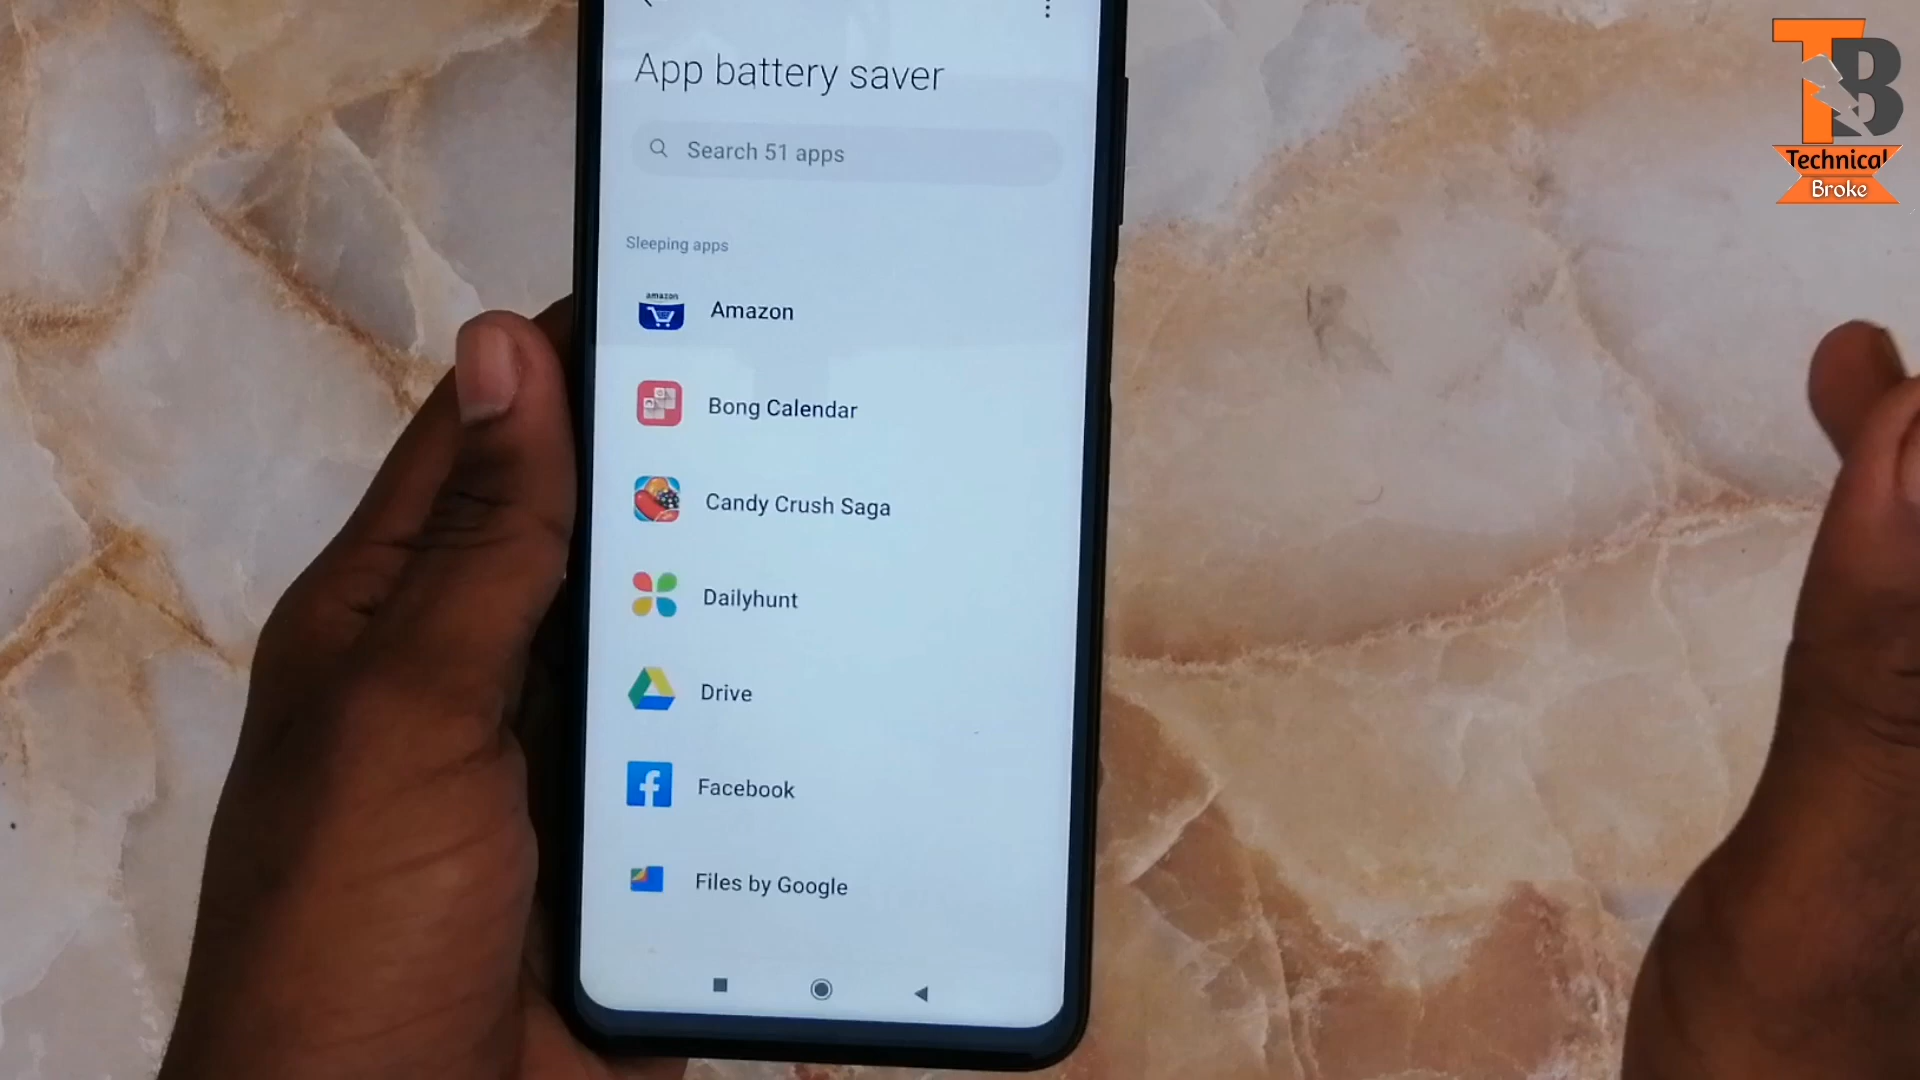 App battery saver
Search 51 apps
Sleeping apps
amazon
Amazon
Bong Calendar
Candy Crush Saga
Dailyhunt
Drive
Facebook
Files by Google
TB
Technical
Broke